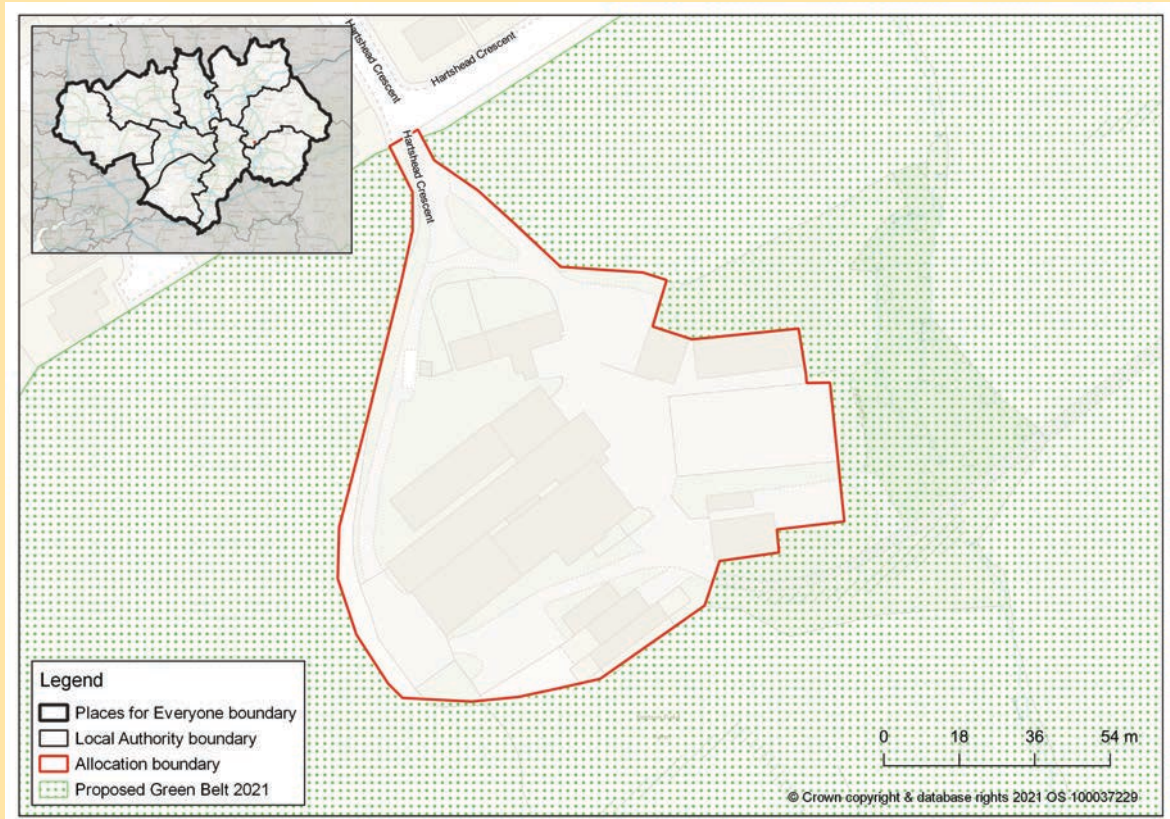 Hartshead Crescent
Hartshead Crescent
Hartshead Crescent
Legend
Places for Everyone boundary
Local Authority boundary
Allocation boundary
Proposed Green Belt 2021
0 18 36 54 m
© Crown copyright & database rights 2021 OS 100037229